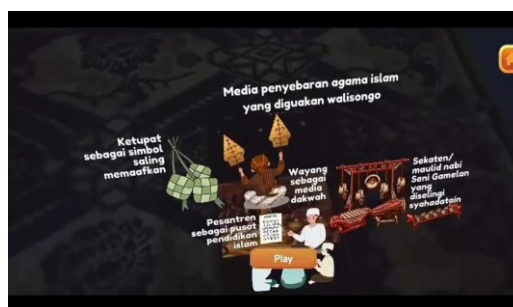 Media penyebaran agama islam
yang diguakan walisongo
Ketupat
sebagai simbol
saling
memaafkan
Wayang
sebagai
media
dakwah
Sekaten/
maulid nabi
Seni Gamelan
yang
diselingi
syahadatain
Pesantren
sebagai pusat
pendidikan
islam
Play